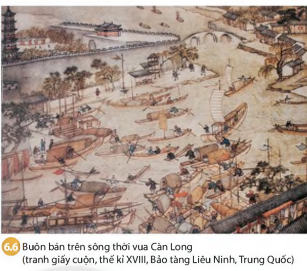 6.6 Buôn bán trên sông thời vua Càn Long
(tranh giấy cuộn, thế kỉ XVIII, Bảo tàng Liêu Ninh, Trung Quốc)